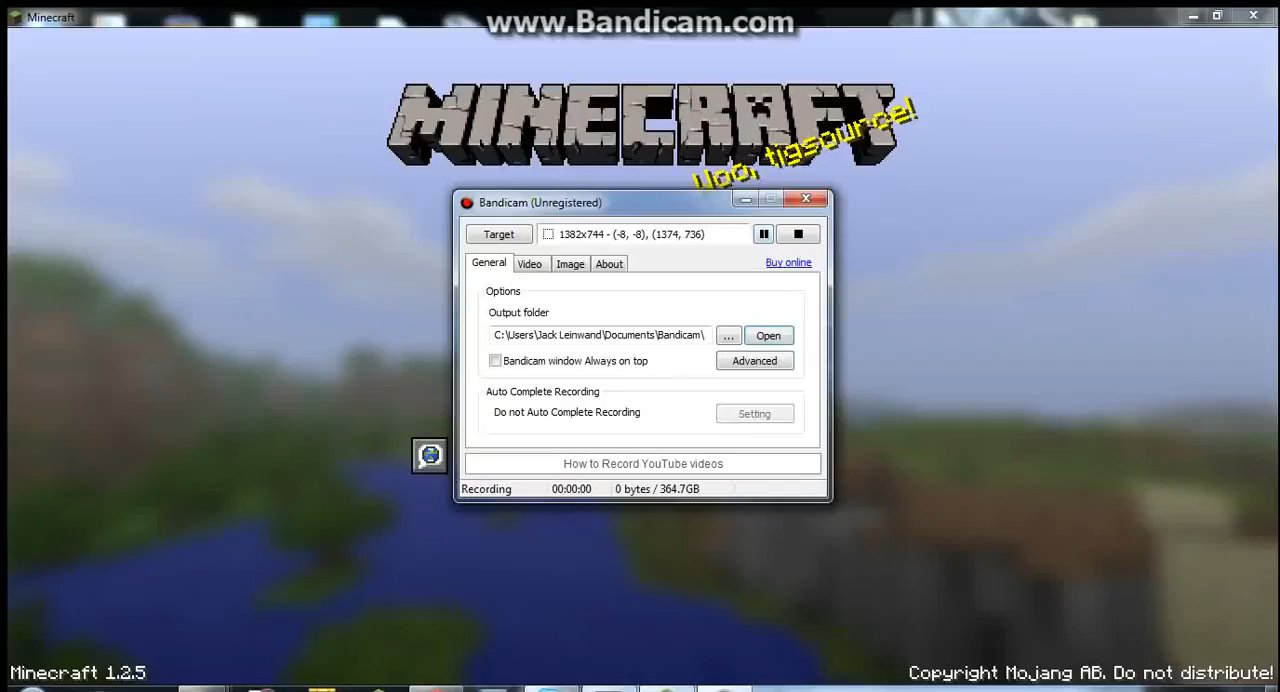 Minecraft
www.Bandicam.com
MINECRAFT
Woo, tigsource!
Bandicam (Unregistered)
Target
1382x744 - (-8, -8), (1374, 736)
General
Video
Image
About
Buy online
Options
Output folder
C:\Users\Jack Leinwand\Documents\Bandicam\
...
Open
Bandicam window Always on top
Advanced
Auto Complete Recording
Do not Auto Complete Recording
Setting
How to Record YouTube videos
Recording
00:00:00
0 bytes / 364.7GB
Minecraft 1.2.5
Copyright Mojang AB. Do not distribute!